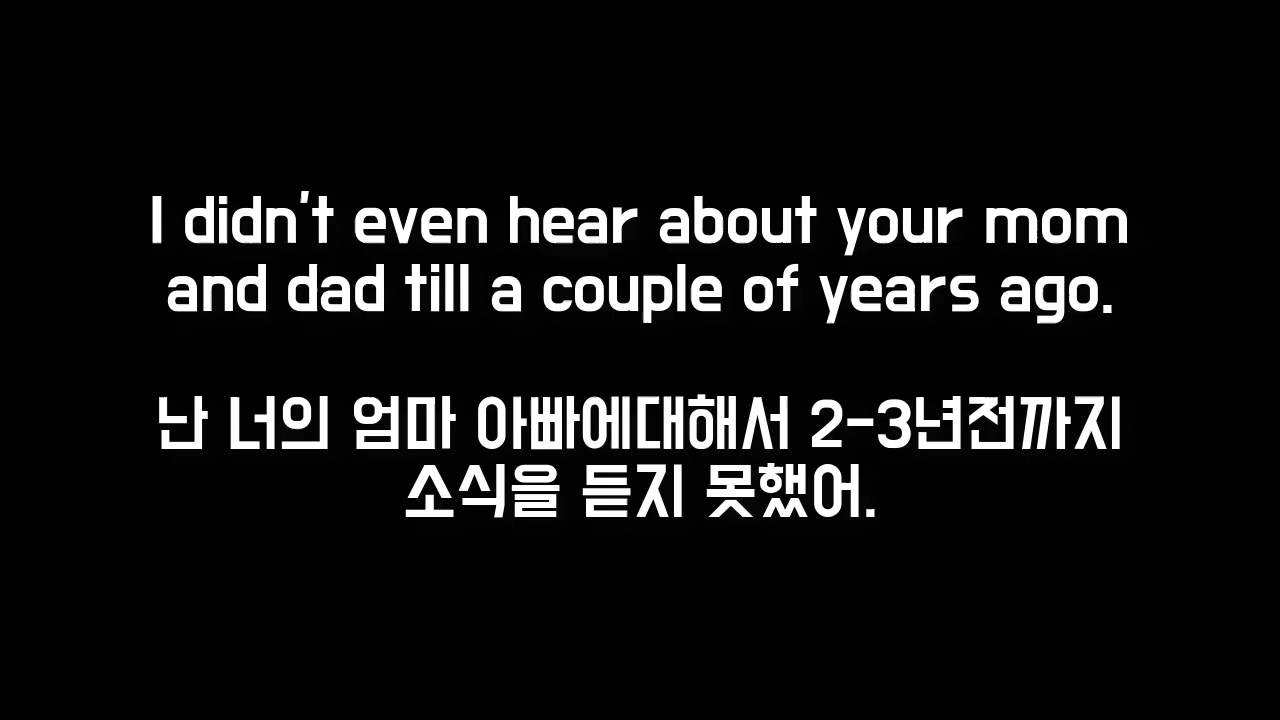 I didn't even hear about your mom
and dad till a couple of years ago.
난 너의 엄마 아빠에대해서 2-3년전까지
소식을 듣지 못했어.